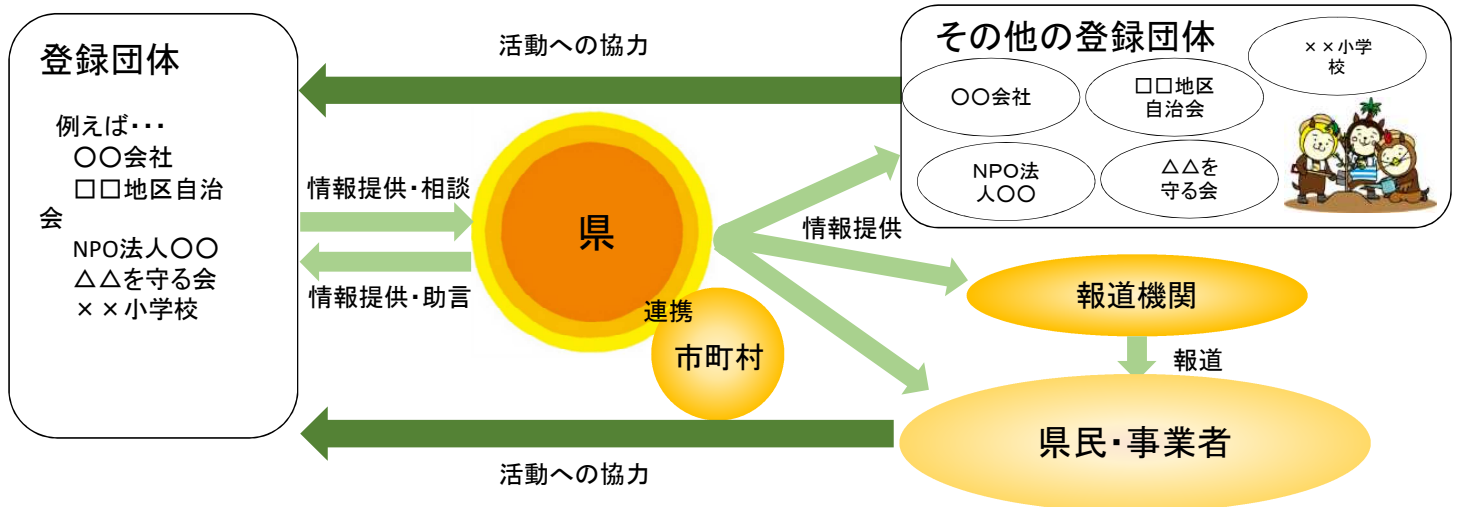 登録団体
例えば・・・
〇〇会社
□□地区自治
会
NPO法人〇〇
△△を守る会
××小学校
活動への協力
情報提供・相談
情報提供・助言
県
連携
市町村
活動への協力
その他の登録団体
〇〇会社
□□地区
自治会
××小学
校
NPO法
人〇〇
△△を
守る会
情報提供
報道機関
報道
県民・事業者